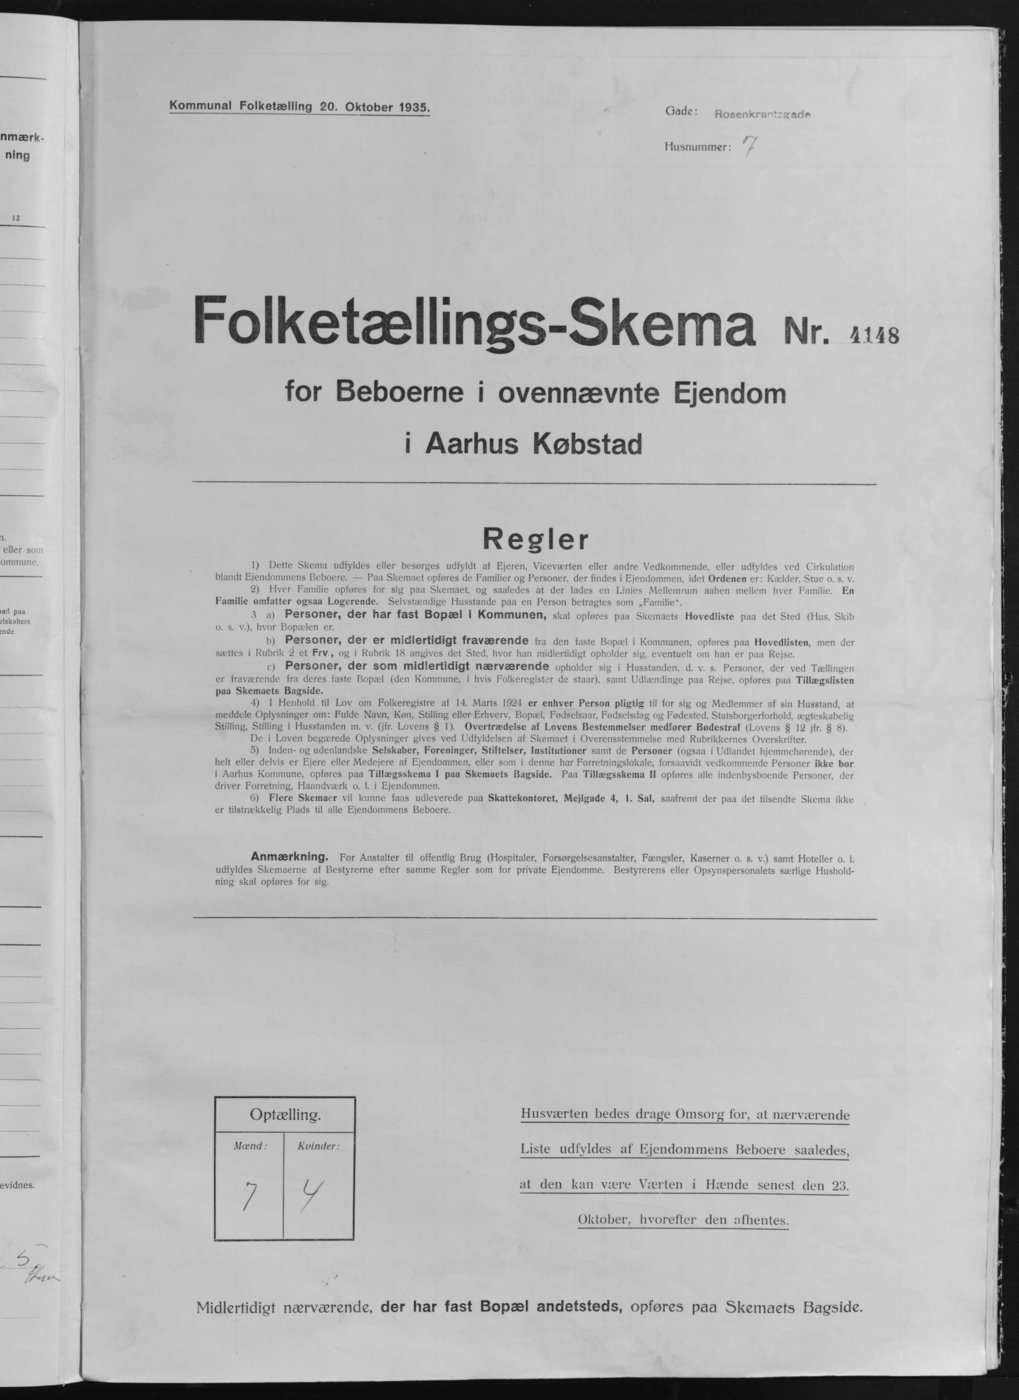 Kommunal Folketælling 20. Oktober 1935.
Gade: Rosenkrantzgade
Husnummer: 7
Folketællings-Skema Nr. 4148
for Beboerne i ovennævnte Ejendom
i Aarhus Købstad
Regler
1) Dette Skema udfyldes eller besørges udfyldt af Ejeren, Viceværten eller andre Vedkommende, eller udfyldes ved Cirkulation
blandt Ejendommens Beboere. — Paa Skemaet opføres de Familier og Personer, der findes i Ejendommen, idet Ordenen er: Kælder, Stue o. s. v.
2) Hver Familie opføres for sig paa Skemaet, og saaledes at der lades en Linies Mellemrum aaben mellem hver Familie. En
Familie omfatter ogsaa Logerende. Selvstændige Husstande paa en Person betragtes som „Familie“.
3 a) Personer, der har fast Bopæl i Kommunen, skal opføres paa Skemaets Hovedliste paa det Sted (Hus, Skib
o. s. v.), hvor Bopælen er.
b) Personer, der er midlertidigt fraværende fra den faste Bopæl i Kommunen, opføres paa Hovedlisten, men der
sættes i Rubrik 2 et Frv., og i Rubrik 18 angives det Sted, hvor han midlertidigt opholder sig, eventuelt om han er paa Rejse.
c) Personer, der som midlertidigt nærværende opholder sig i Husstanden, d. v. s. Personer, der ved Tællingen
er fraværende fra deres faste Bopæl (den Kommune, i hvis Folkeregister de staar), samt Udlændinge paa Rejse, opføres paa Tillægslisten
paa Skemaets Bagside.
4) I Henhold til Lov om Folkeregistre af 14. Marts 1924 er enhver Person pligtig til for sig og Medlemmer af sin Husstand, at
meddele Oplysninger om: Fulde Navn, Køn, Stilling eller Erhverv, Bopæl, Fødselsaar, Fødselsdag og Fødested, Statsborgerforhold, ægteskabelig
Stilling, Stilling i Husstanden m. v. (jfr. Lovens § 1). Overtrædelse af Lovens Bestemmelser medfører Bødestraf (Lovens § 12 jfr. § 8).
De i Loven begærede Oplysninger gives ved Udfyldelsen af Skemaet i Overensstemmelse med Rubrikkernes Overskrifter.
5) Inden- og udenlandske Selskaber, Foreninger, Stiftelser, Institutioner samt de Personer (ogsaa i Udlandet hjemmehørende), der
helt eller delvis er Ejere eller Medejere af Ejendommen, eller som i denne har Forretningslokale, forsaavidt vedkommende Personer ikke bor
i Aarhus Kommune, opføres paa Tillægsskema I paa Skemaets Bagside. Paa Tillægsskema II opføres alle indenbysboende Personer, der
driver Forretning, Haandværk o. l. i Ejendommen.
6) Flere Skemaer vil kunne faas udleverede paa Skattekontoret, Mejlgade 4, 1. Sal, saafremt der paa det tilsendte Skema ikke
er tilstrækkelig Plads til alle Ejendommens Beboere.
Anmærkning. For Anstalter til offentlig Brug (Hospitaler, Forsørgelsesanstalter, Fængsler, Kaserner o. s. v.) samt Hoteller o. l.
udfyldes Skemaerne af Bestyrerne efter samme Regler som for private Ejendomme. Bestyrerens eller Opsynspersonalets særlige Hushold-
ning skal opføres for sig.
Optælling.
Mænd: Kvinder:
7 4
Husværten bedes drage Omsorg for, at nærværende
Liste udfyldes af Ejendommens Beboere saaledes,
at den kan være Værten i Hænde senest den 23.
Oktober, hvorefter den afhentes.
Midlertidigt nærværende, der har fast Bopæl andetsteds, opføres paa Skemaets Bagside.
nmærk-
ning
12
n.
eller som
ommune.
æl paa
elskabers
ende
evidnes.
5